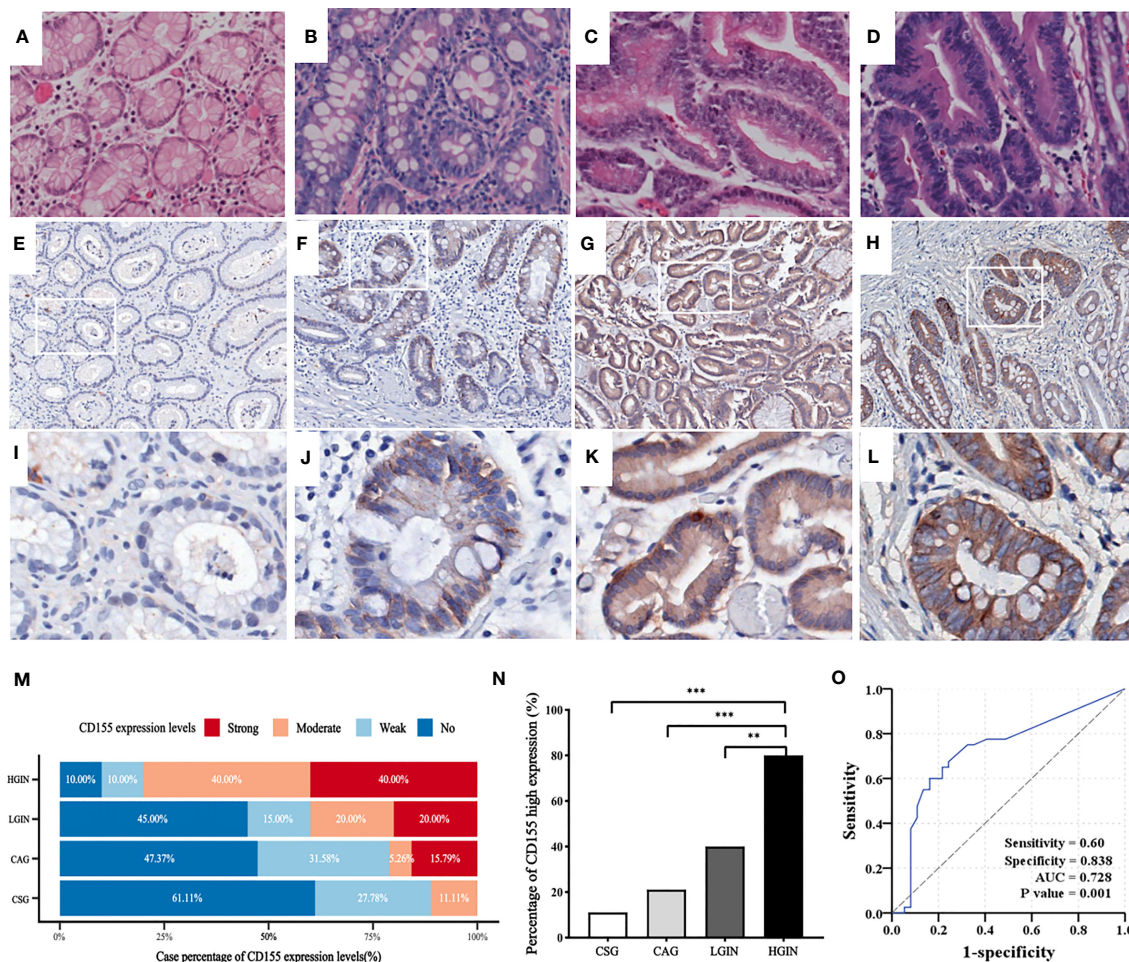 A
B
C
D
E
F
G
H
I
J
K
L
M
CD155 expression levels Strong Moderate Weak No
HGIN 10.00% 10.00% 40.00% 40.00%
LGIN 45.00% 15.00% 20.00% 20.00%
CAG 47.37% 31.58% 5.26% 15.79%
CSG 61.11% 27.78% 11.11%
0% 25% 50% 75% 100%
Case percentage of CD155 expression levels(%)
N
Percentage of CD155 high expression (%)
100
80
60
40
20
0
***
***
**
CSG CAG LGIN HGIN
O
Sensitivity
1.0
0.8
0.6
0.4
0.2
0.0
Sensitivity = 0.60
Specificity = 0.838
AUC = 0.728
P value = 0.001
0.0 0.2 0.4 0.6 0.8 1.0
1-specificity